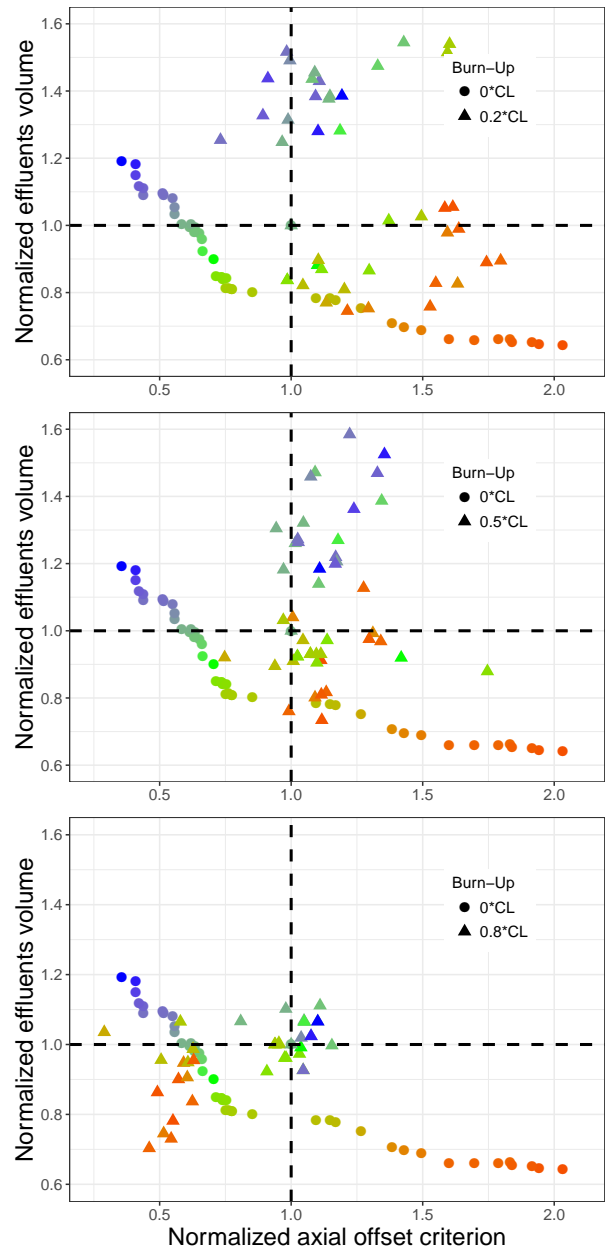 1.6
1.4
1.2
1.0
0.8
0.6
Normalized effluents volume
Burn−Up
0*CL
0.2*CL
0.5 1.0 1.5 2.0
1.6
1.4
1.2
1.0
0.8
0.6
Normalized effluents volume
Burn−Up
0*CL
0.5*CL
0.5 1.0 1.5 2.0
1.6
1.4
1.2
1.0
0.8
0.6
Normalized effluents volume
Burn−Up
0*CL
0.8*CL
0.5 1.0 1.5 2.0
Normalized axial offset criterion